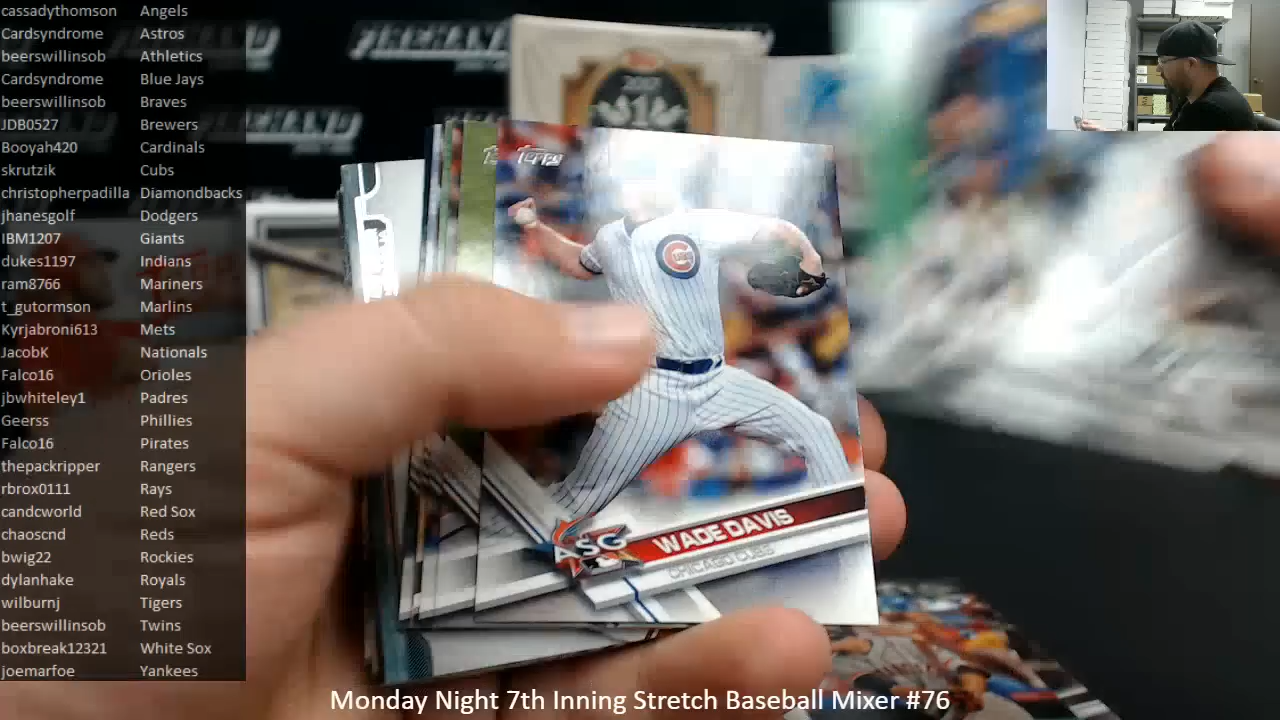 cassadythomson Angels
Cardsyndrome Astros
beerswillinsob Athletics
Cardsyndrome Blue Jays
beerswillinsob Braves
JDB0527 Brewers
Booyah420 Cardinals
skrutzik Cubs
christopherpadilla Diamondbacks
jhanesgolf Dodgers
IBM1207 Giants
dukes1197 Indians
ram8766 Mariners
t_gutormson Marlins
Kyrjabroni613 Mets
JacobK Nationals
Falco16 Orioles
jbwhiteley1 Padres
Geerss Phillies
Falco16 Pirates
thepackripper Rangers
rbrox0111 Rays
candcworld Red Sox
chaoscnd Reds
bwig22 Rockies
dylanhake Royals
wilburnj Tigers
beerswillinsob Twins
boxbreak12321 White Sox
joemarfoe Yankees
Topps
ASG
WADE DAVIS
CHICAGO CUBS
Monday Night 7th Inning Stretch Baseball Mixer #76